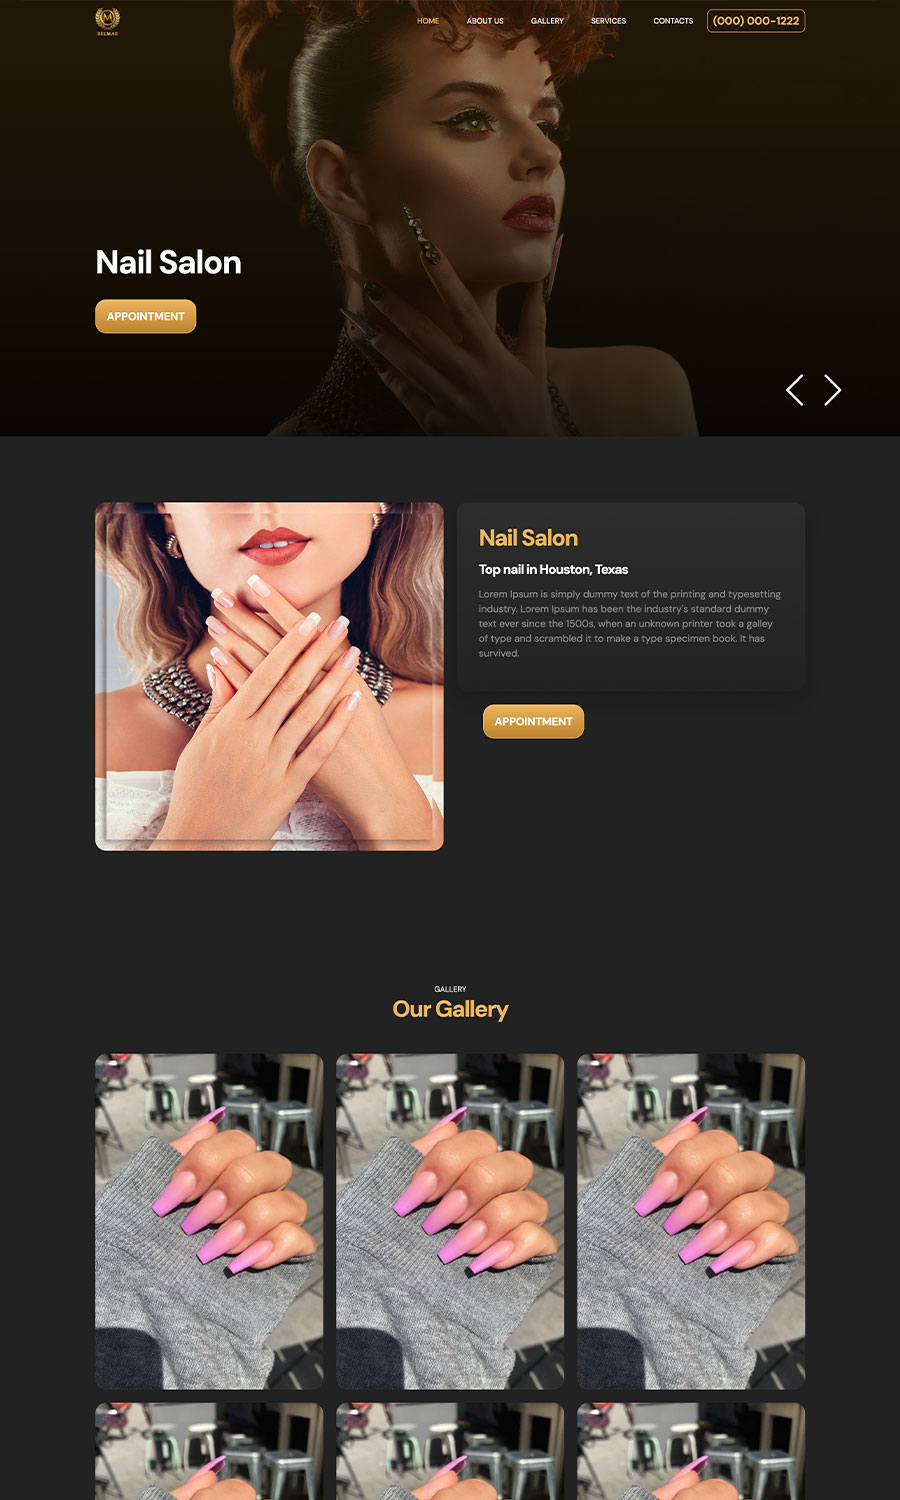 BELMAR
HOME ABOUT US GALLERY SERVICES CONTACTS (000) 000-1222
Nail Salon
APPOINTMENT
Nail Salon
Top nail in Houston, Texas
Lorem Ipsum is simply dummy text of the printing and typesetting
industry. Lorem Ipsum has been the industry's standard dummy
text ever since the 1500s, when an unknown printer took a galley
of type and scrambled it to make a type specimen book. It has
survived.
APPOINTMENT
GALLERY
Our Gallery